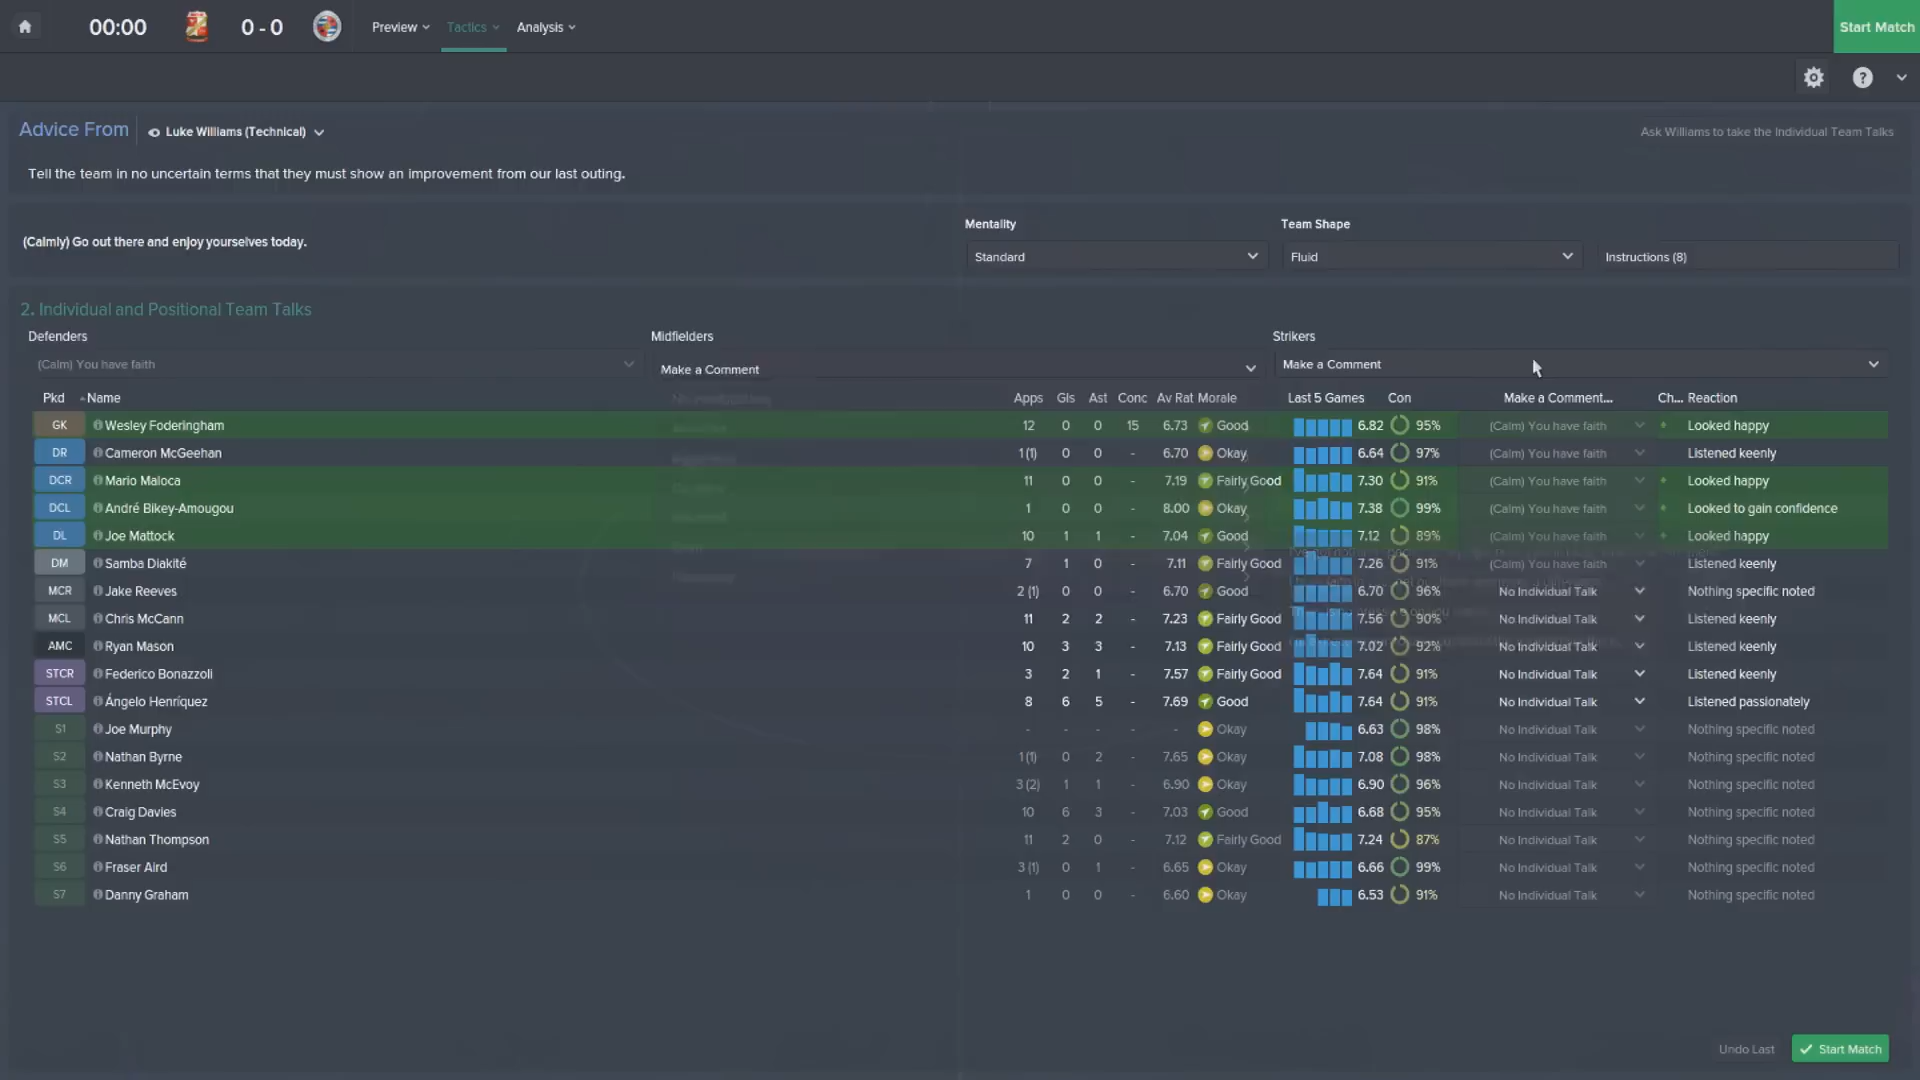 00:00 0 - 0 Preview Tactics Analysis Start Match
Advice From Luke Williams (Technical) Ask Williams to take the Individual Team Talks
Tell the team in no uncertain terms that they must show an improvement from our last outing.
Mentality Team Shape
(Calmly) Go out there and enjoy yourselves today.
Standard Fluid Instructions (8)
2. Individual and Positional Team Talks
Defenders Midfielders Strikers
(Calm) You have faith Make a Comment Make a Comment
Pkd Name Apps Gls Ast Conc Av Rat Morale Last 5 Games Con Make a Comment... Ch... Reaction
GK Wesley Foderingham 12 0 0 15 6.73 Good 6.82 95% (Calm) You have faith Looked happy
DR Cameron McGeehan 1 (1) 0 0 - 6.70 Okay 6.64 97% (Calm) You have faith Listened keenly
DCR Mario Maloca 11 0 0 - 7.19 Fairly Good 7.30 91% (Calm) You have faith Looked happy
DCL André Bikey-Amougou 1 0 0 - 8.00 Okay 7.38 99% (Calm) You have faith Looked to gain confidence
DL Joe Mattock 10 1 1 - 7.04 Good 7.12 89% (Calm) You have faith Looked happy
DM Samba Diakité 7 1 0 - 7.11 Fairly Good 7.26 91% (Calm) You have faith Listened keenly
MCR Jake Reeves 2 (1) 0 0 - 6.70 Good 6.70 96% No Individual Talk Nothing specific noted
MCL Chris McCann 11 2 2 - 7.23 Fairly Good 7.56 90% No Individual Talk Listened keenly
AMC Ryan Mason 10 3 3 - 7.13 Fairly Good 7.02 92% No Individual Talk Listened keenly
STCR Federico Bonazzoli 3 2 1 - 7.57 Fairly Good 7.64 91% No Individual Talk Listened keenly
STCL Ángelo Henríquez 8 6 5 - 7.69 Good 7.64 91% No Individual Talk Listened passionately
S1 Joe Murphy - - - - - Okay 6.63 98% No Individual Talk Nothing specific noted
S2 Nathan Byrne 1 (1) 0 2 - 7.65 Okay 7.08 98% No Individual Talk Nothing specific noted
S3 Kenneth McEvoy 3 (2) 1 1 - 6.90 Okay 6.90 96% No Individual Talk Nothing specific noted
S4 Craig Davies 10 6 3 - 7.03 Good 6.68 95% No Individual Talk Nothing specific noted
S5 Nathan Thompson 11 2 0 - 7.12 Fairly Good 7.24 87% No Individual Talk Nothing specific noted
S6 Fraser Aird 3 (1) 0 1 - 6.65 Okay 6.66 99% No Individual Talk Nothing specific noted
S7 Danny Graham 1 0 0 - 6.60 Okay 6.53 91% No Individual Talk Nothing specific noted
Undo Last Start Match